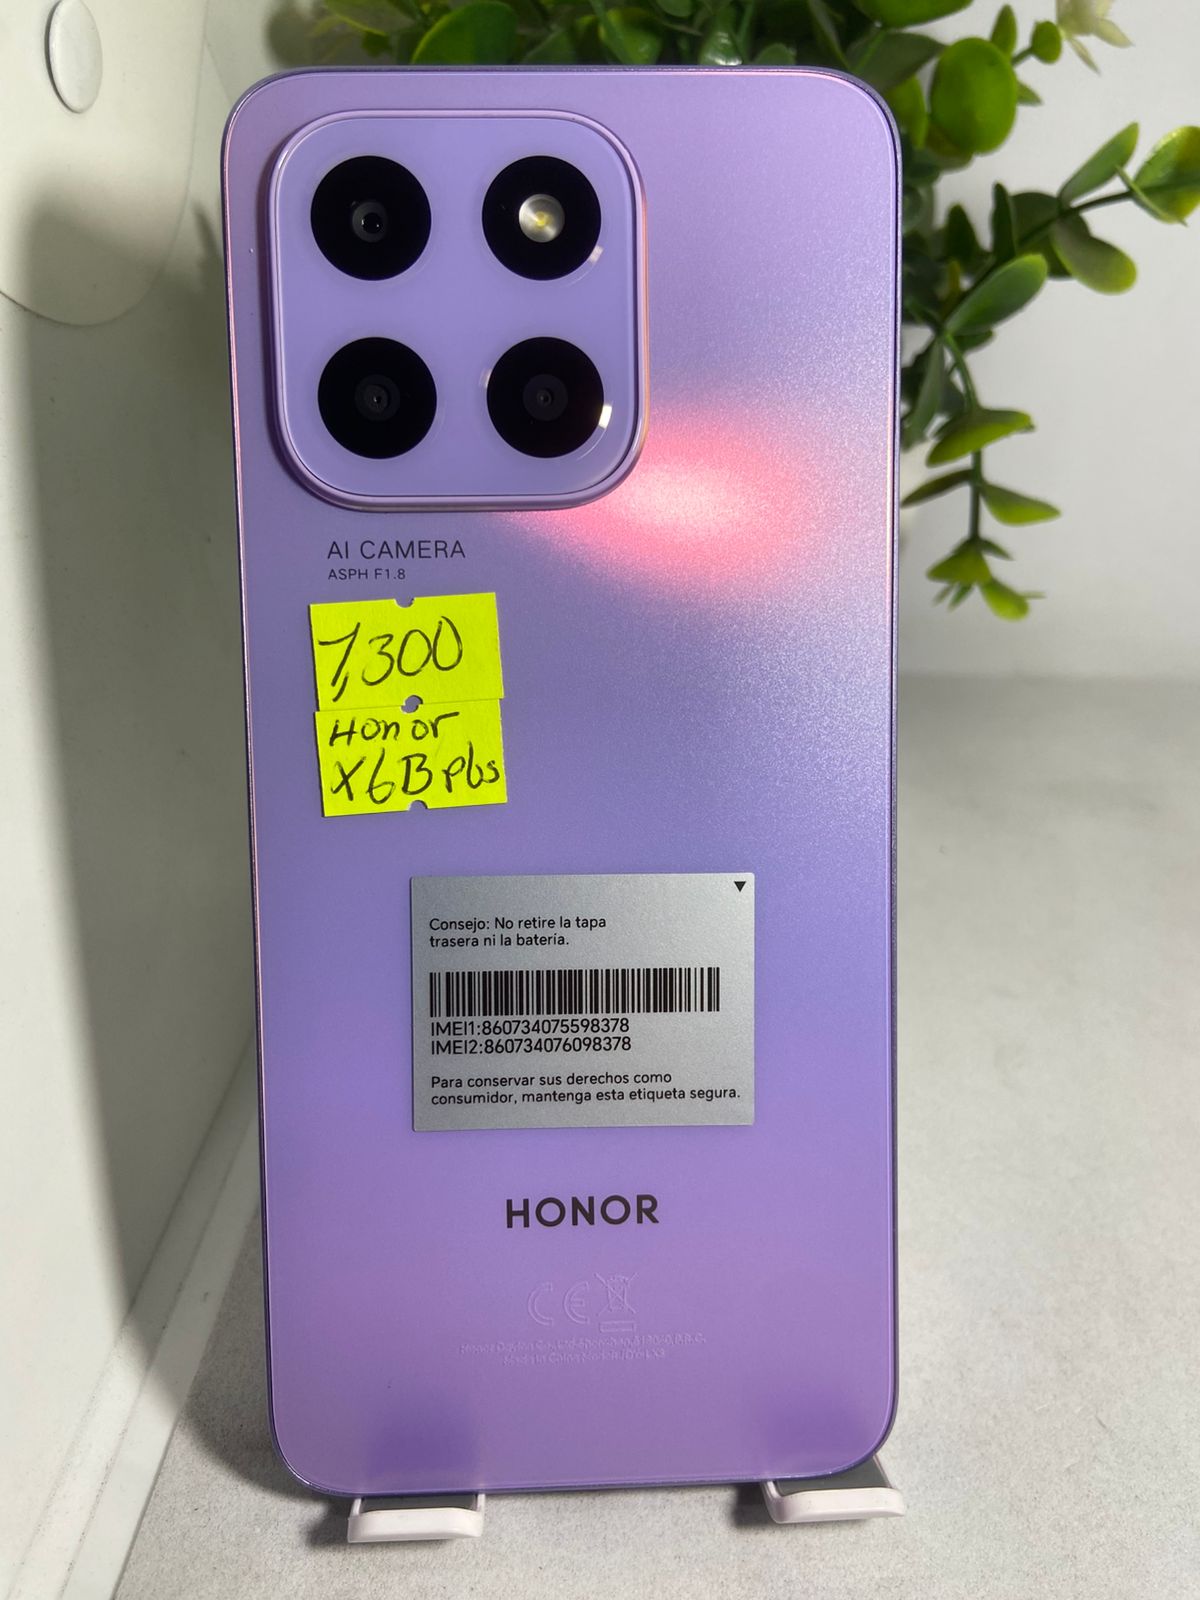 AI CAMERA
ASPH F1.8
7,300
Honor
X6B plus
Consejo: No retire la tapa
trasera ni la batería.
IMEI1:860734075598378
IMEI2:860734076098378
Para conservar sus derechos como
consumidor, mantenga esta etiqueta segura.
HONOR
CE